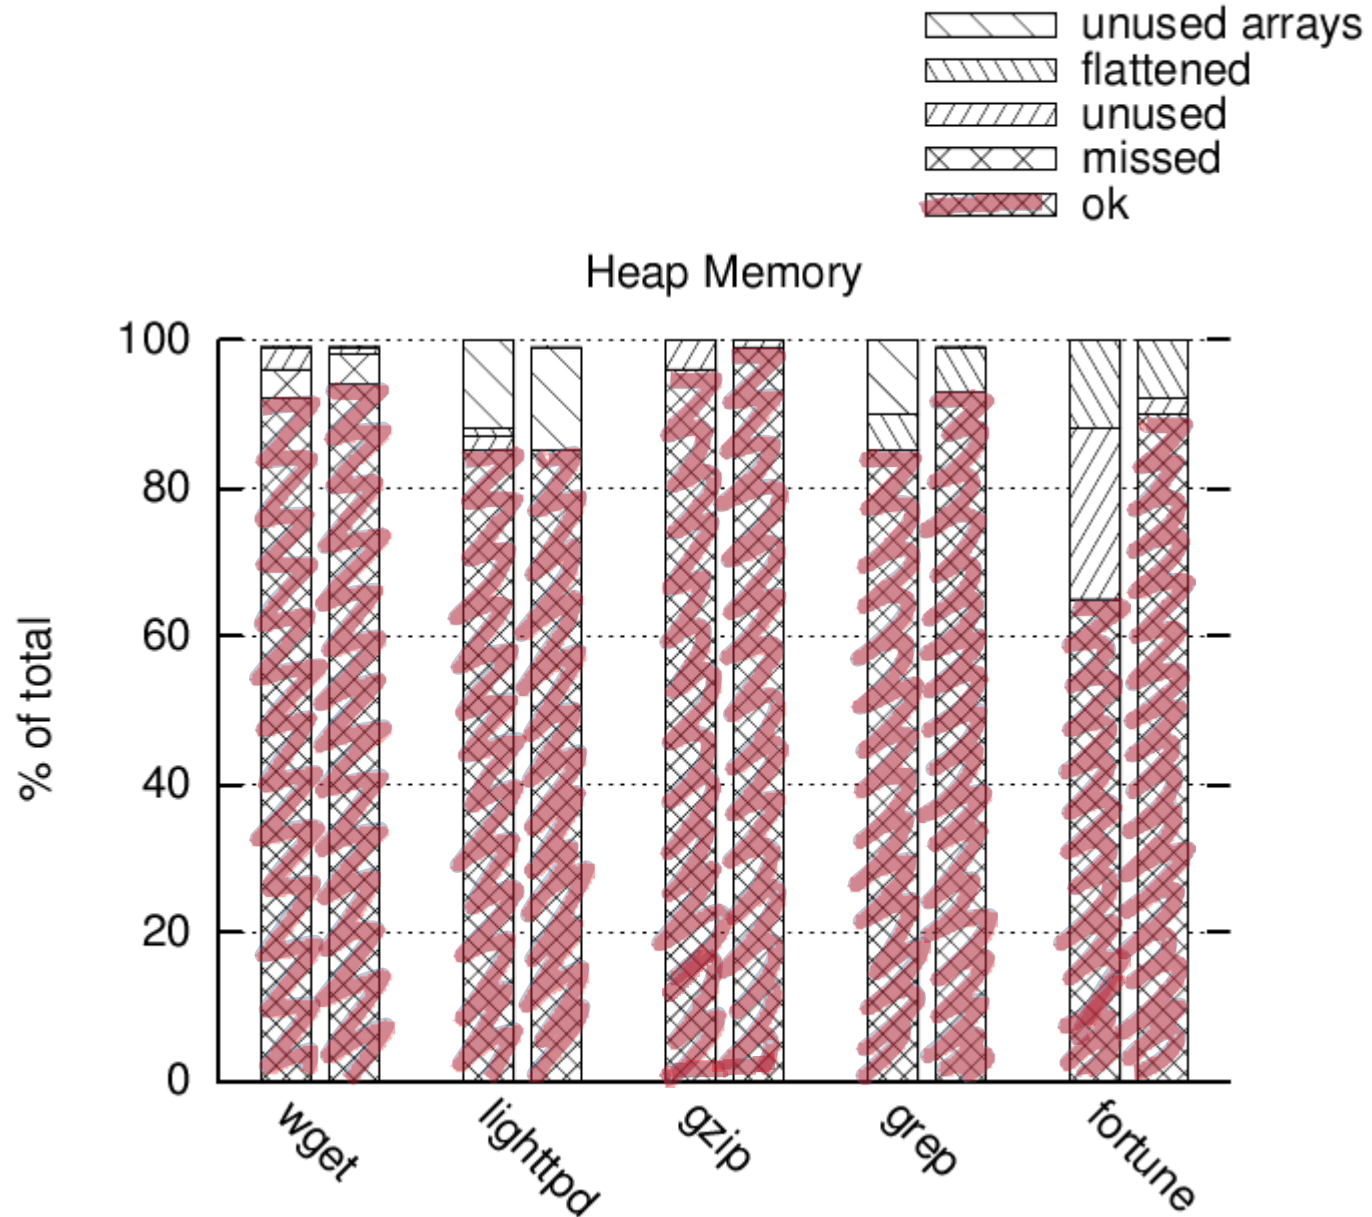 unused arrays
flattened
unused
missed
ok
Heap Memory
100
80
60
40
20
0
% of total
wget
lighttpd
gzip
grep
fortune